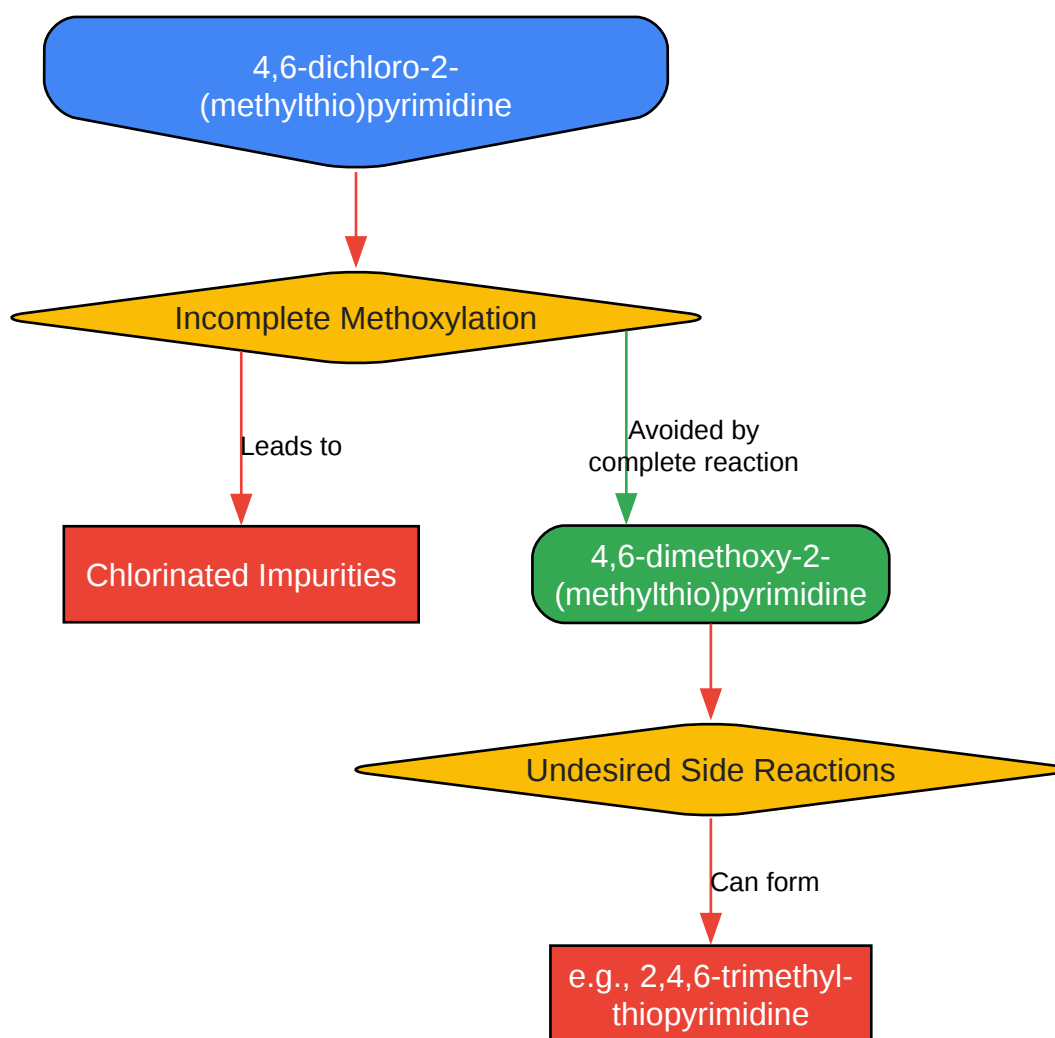 4,6-dichloro-2-
(methylthio)pyrimidine
Incomplete Methoxylation
Leads to
Avoided by
complete reaction
Chlorinated Impurities
4,6-dimethoxy-2-
(methylthio)pyrimidine
Undesired Side Reactions
Can form
e.g., 2,4,6-trimethyl-
thiopyrimidine